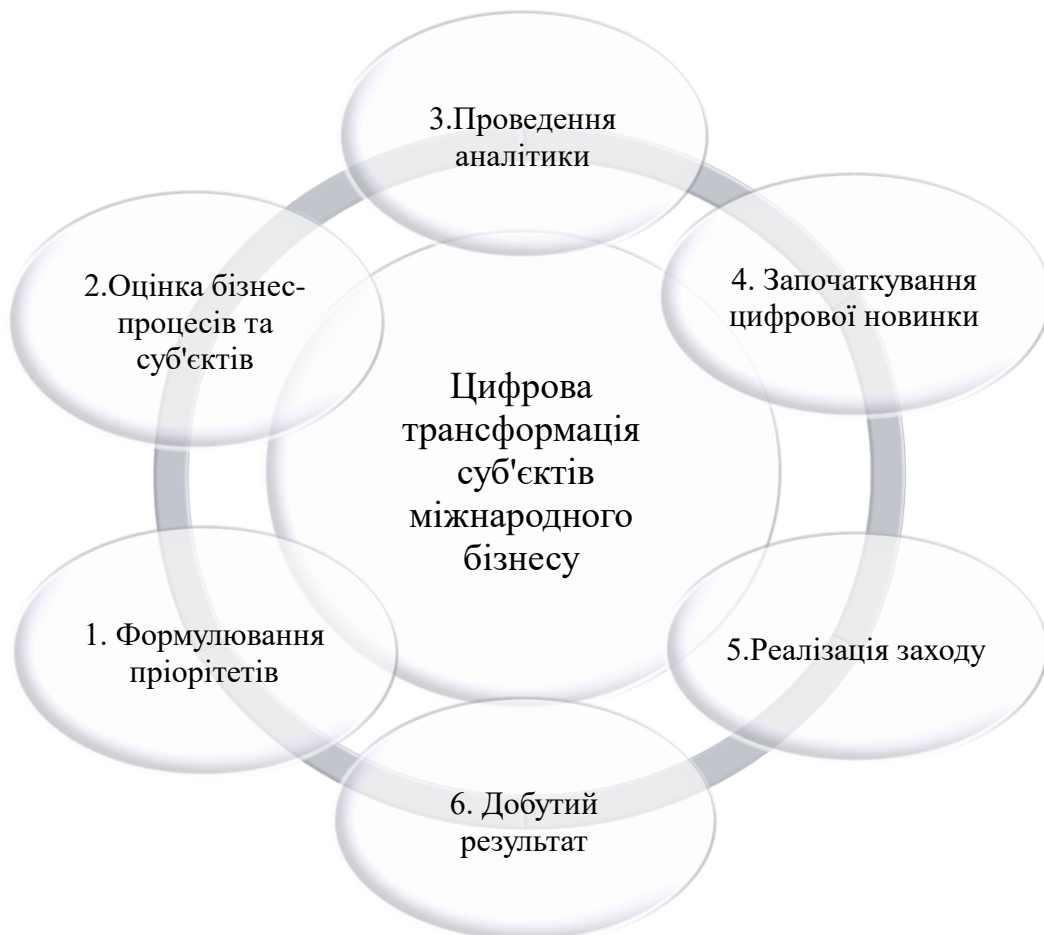 3.Проведення
аналітики
2.Оцінка бізнес-
процесів та
суб'єктів
4. Започаткування
цифрової новинки
Цифрова
трансформація
суб'єктів
міжнародного
бізнесу
1. Формулювання
пріорітетів
5.Реалізація заходу
6. Добутий
результат